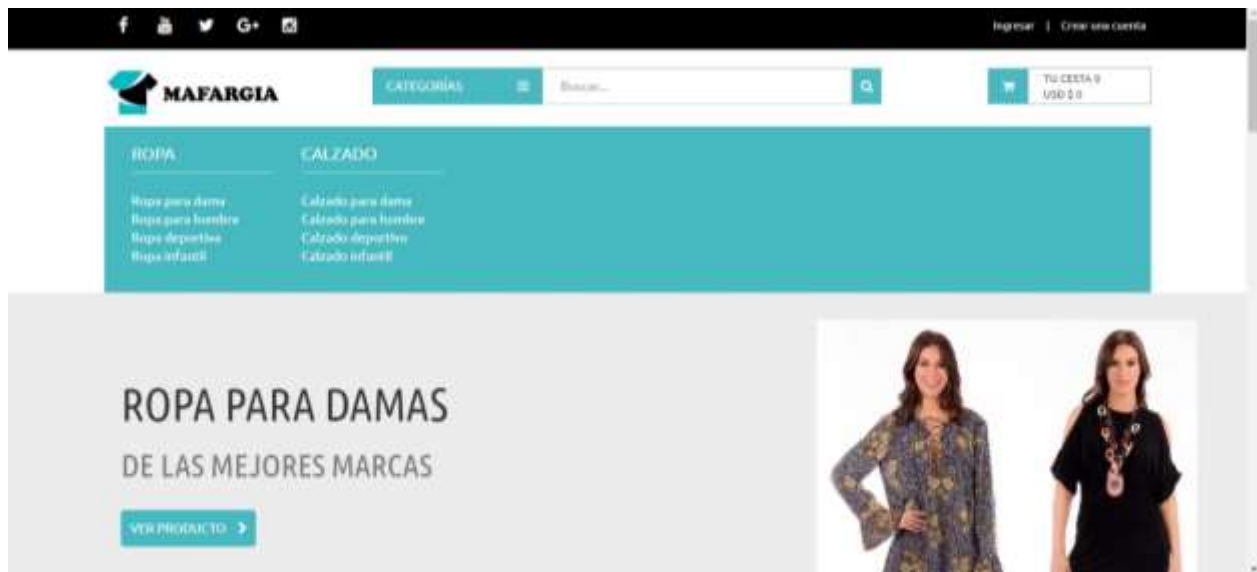 G+
Ingresar | Crear una cuenta
MAFARGIA
CATEGORÍAS
Buscar...
TU CESTA 0
USD $ 0
ROPA
CALZADO
Ropa para dama
Calzado para dama
Ropa para hombre
Calzado para hombre
Ropa deportiva
Calzado deportivo
Ropa infantil
Calzado infantil
ROPA PARA DAMAS
DE LAS MEJORES MARCAS
VER PRODUCTO